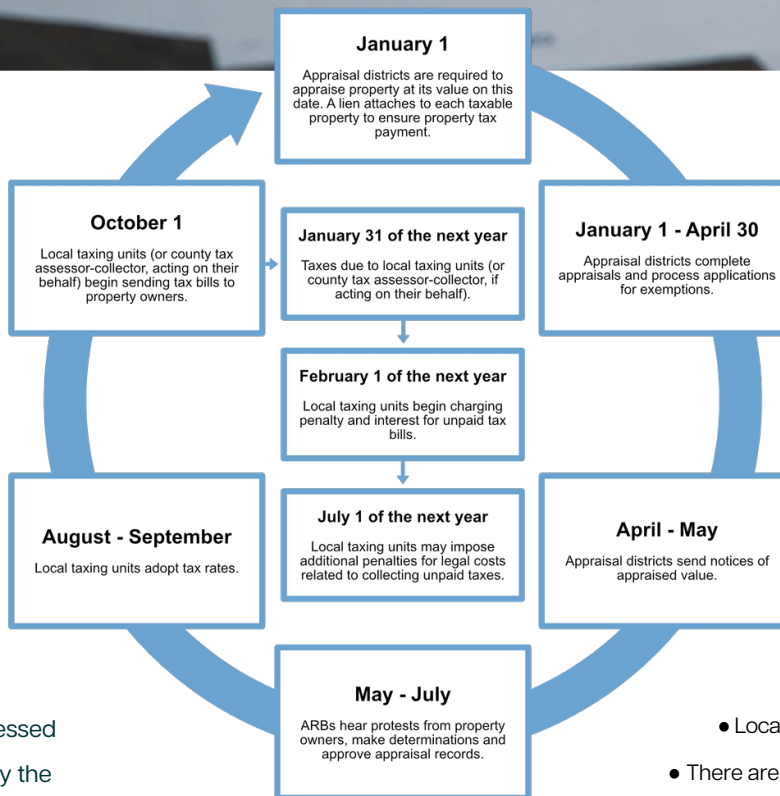 January 1
Appraisal districts are required to
appraise property at its value on this
date. A lien attaches to each taxable
property to ensure property tax
payment.
January 1 - April 30
Appraisal districts complete
appraisals and process applications
for exemptions.
April - May
Appraisal districts send notices of
appraised value.
May - July
ARBs hear protests from property
owners, make determinations and
approve appraisal records.
August - September
Local taxing units adopt tax rates.
October 1
Local taxing units (or county tax
assessor-collector, acting on their
behalf) begin sending tax bills to
property owners.
January 31 of the next year
Taxes due to local taxing units (or
county tax assessor-collector, if
acting on their behalf).
February 1 of the next year
Local taxing units begin charging
penalty and interest for unpaid tax
bills.
July 1 of the next year
Local taxing units may impose
additional penalties for legal costs
related to collecting unpaid taxes.
essed
y the
● Loca
● There are